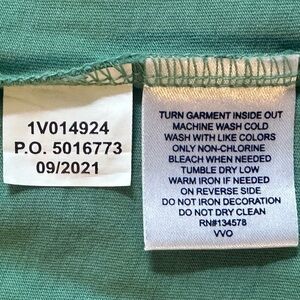 1V014924
P.O. 5016773
09/2021
TURN GARMENT INSIDE OUT
MACHINE WASH COLD
WASH WITH LIKE COLORS
ONLY NON-CHLORINE
BLEACH WHEN NEEDED
TUMBLE DRY LOW
WARM IRON IF NEEDED
ON REVERSE SIDE
DO NOT IRON DECORATION
DO NOT DRY CLEAN
RN#134578
VVO